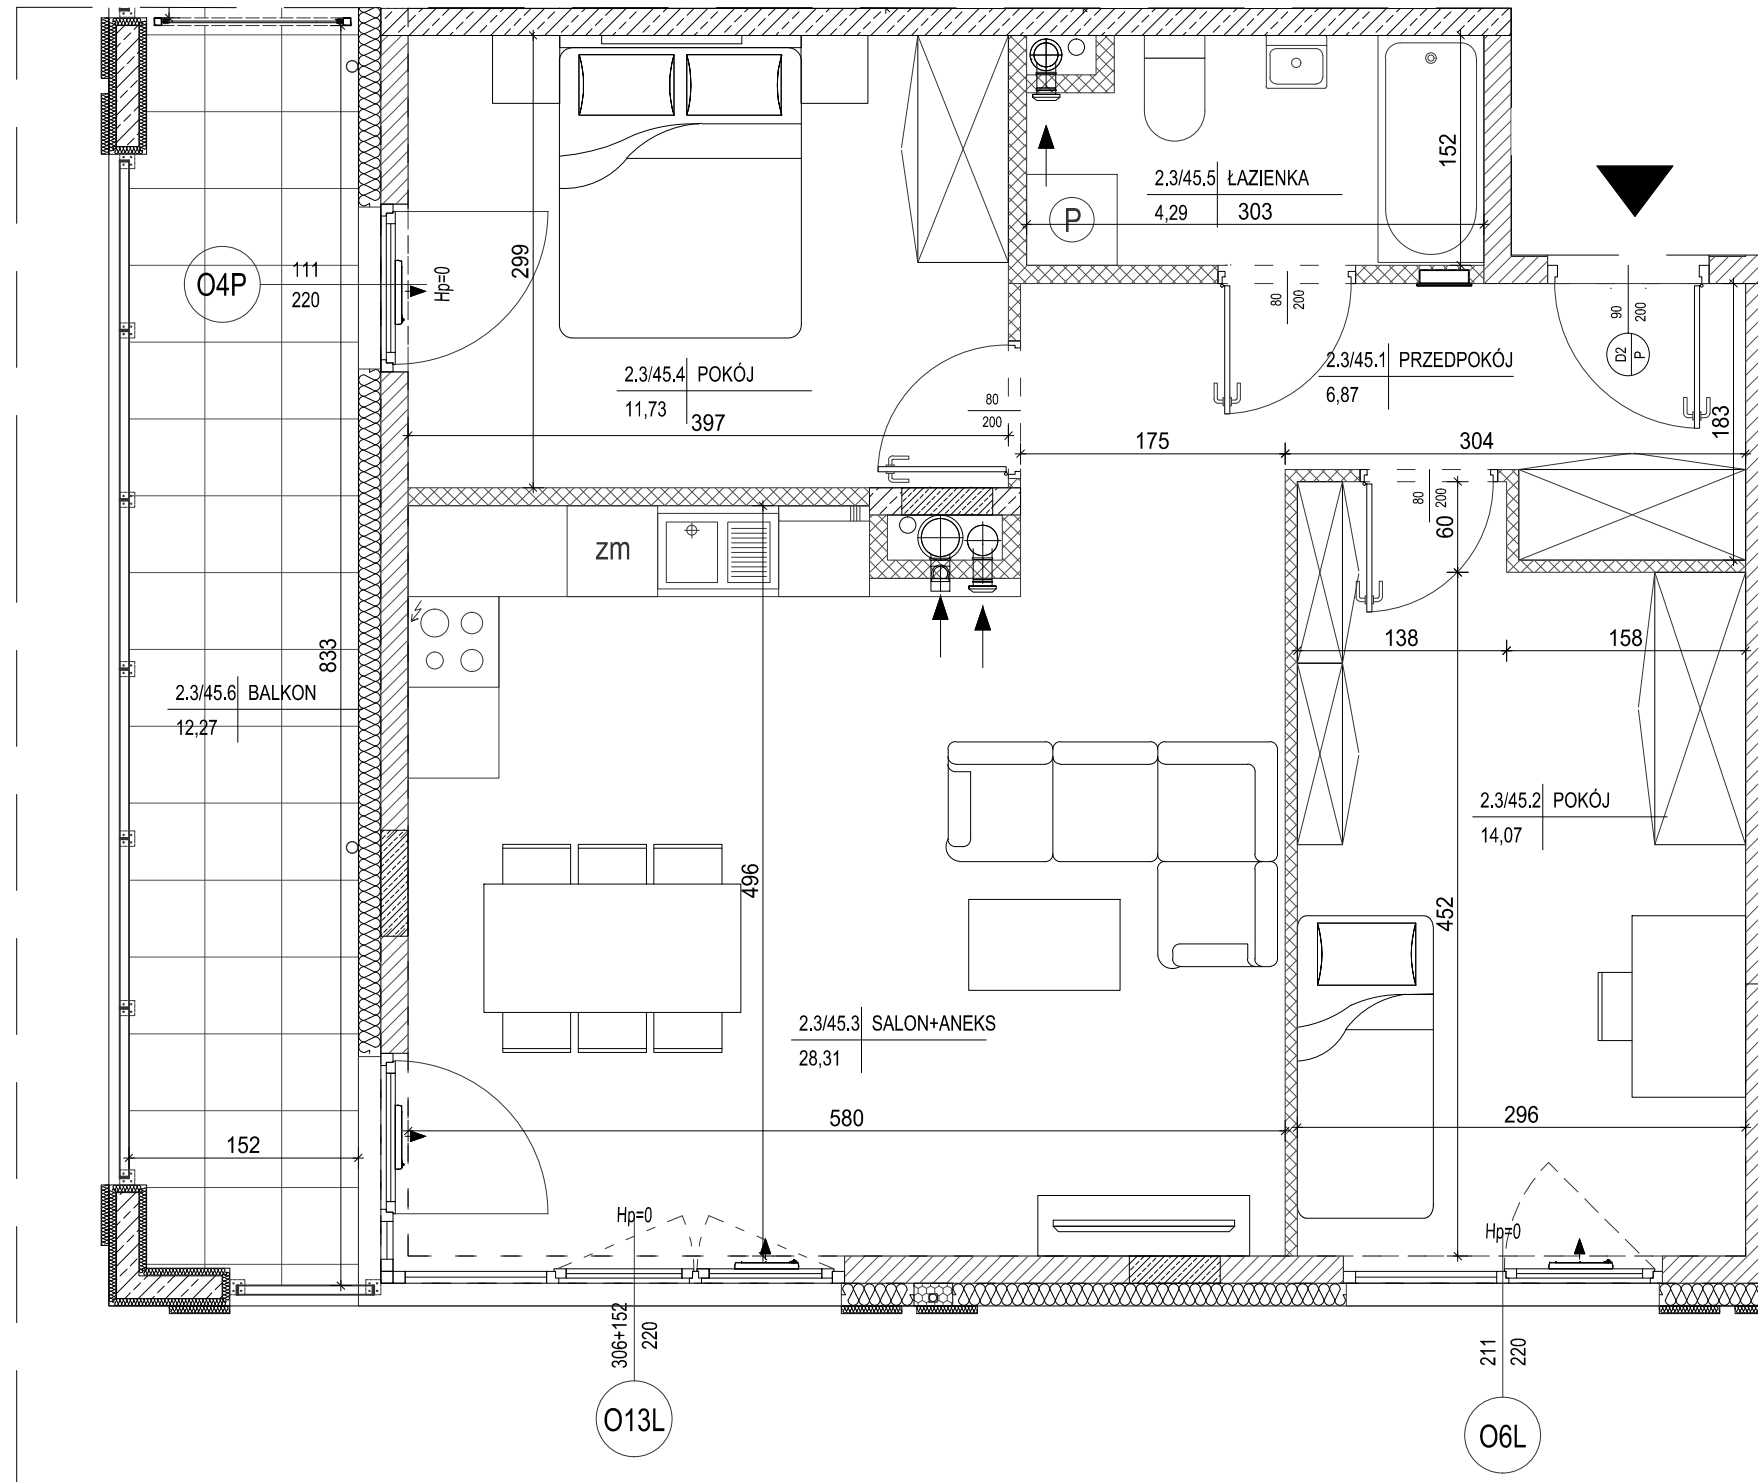 2.3/45.5 ŁAZIENKA
4,29
303
152
P
O4P
111
220
Hp=0
299
2.3/45.4 POKÓJ
11,73
397
80
200
80
200
90
200
D2
P
2.3/45.1 PRZEDPOKÓJ
6,87
183
175
304
80
200
60
zm
138
158
833
2.3/45.6 BALKON
12,27
2.3/45.2 POKÓJ
14,07
496
452
2.3/45.3 SALON+ANEKS
28,31
580
296
152
Hp=0
Hp=0
306+152
220
211
220
O13L
O6L